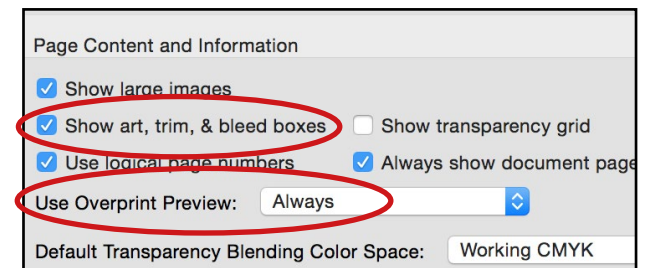 Page Content and Information
Show large images
Show art, trim, & bleed boxes Show transparency grid
Use logical page numbers Always show document page
Use Overprint Preview: Always
Default Transparency Blending Color Space: Working CMYK